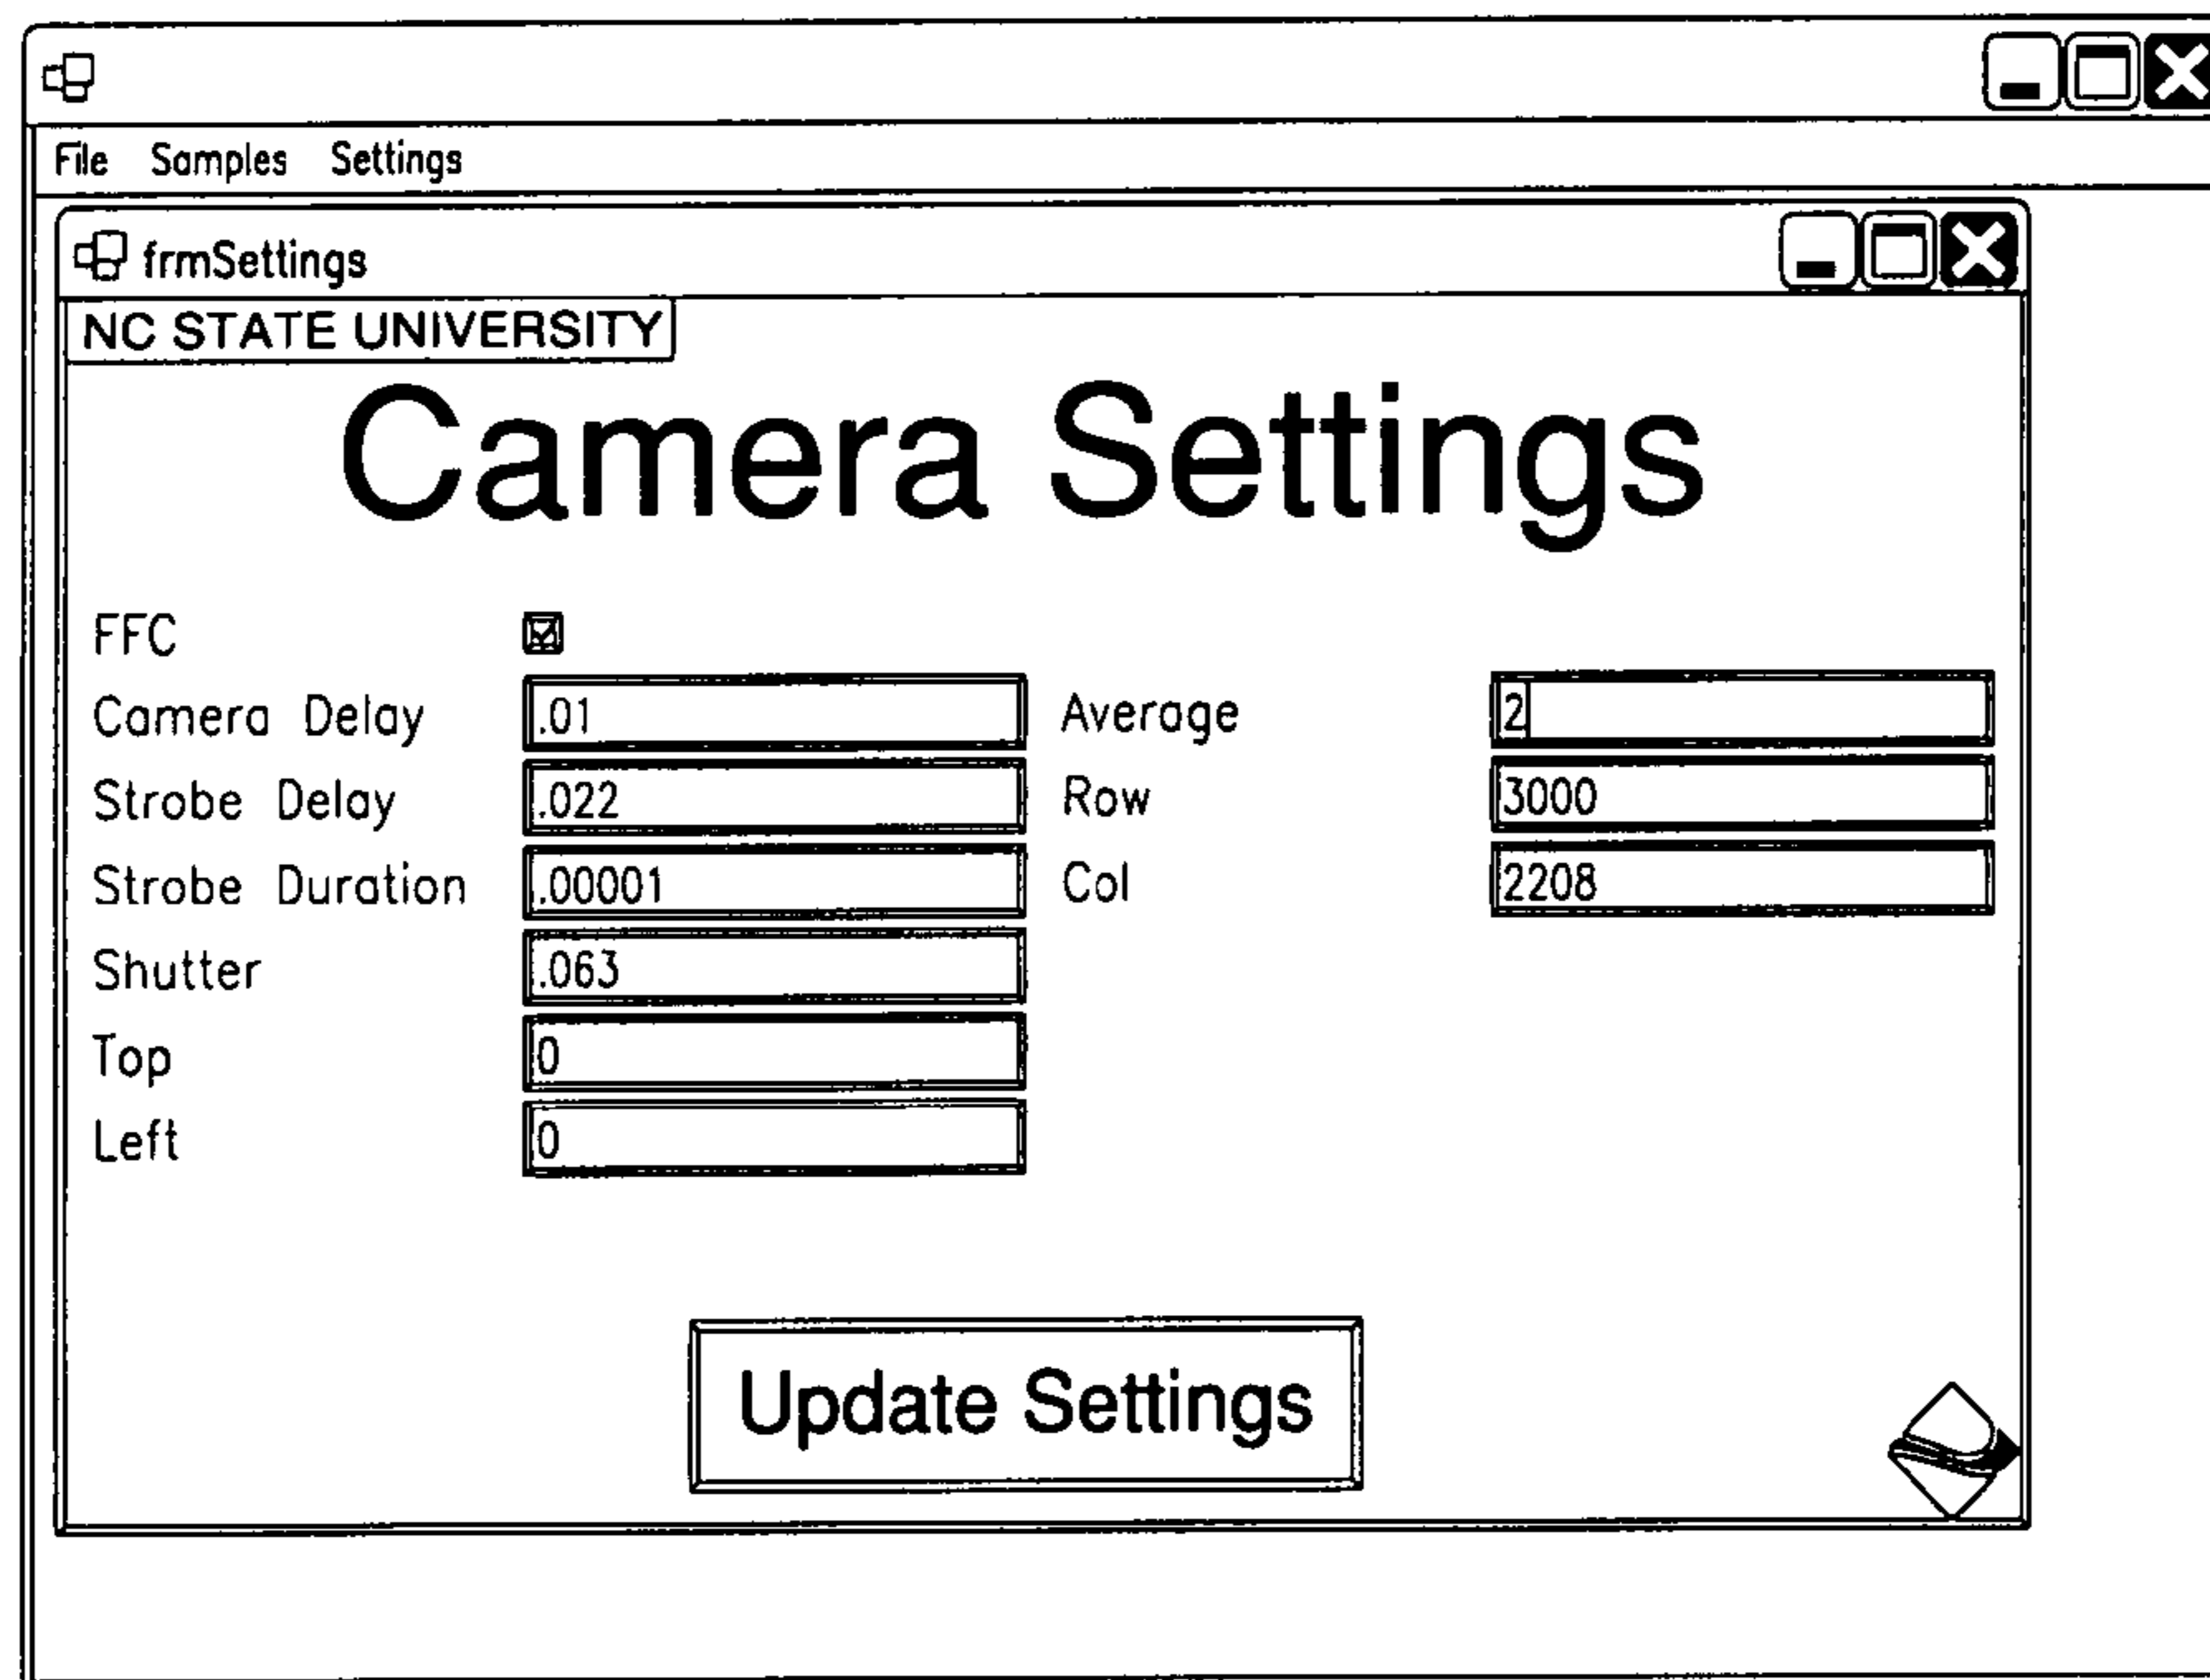 File Samples Settings
frmSettings
NC STATE UNIVERSITY
Camera Settings
FFC
Camera Delay .01 Average 2
Strobe Delay .022 Row 3000
Strobe Duration .00001 Col 2208
Shutter .063
Top 0
Left 0
Update Settings